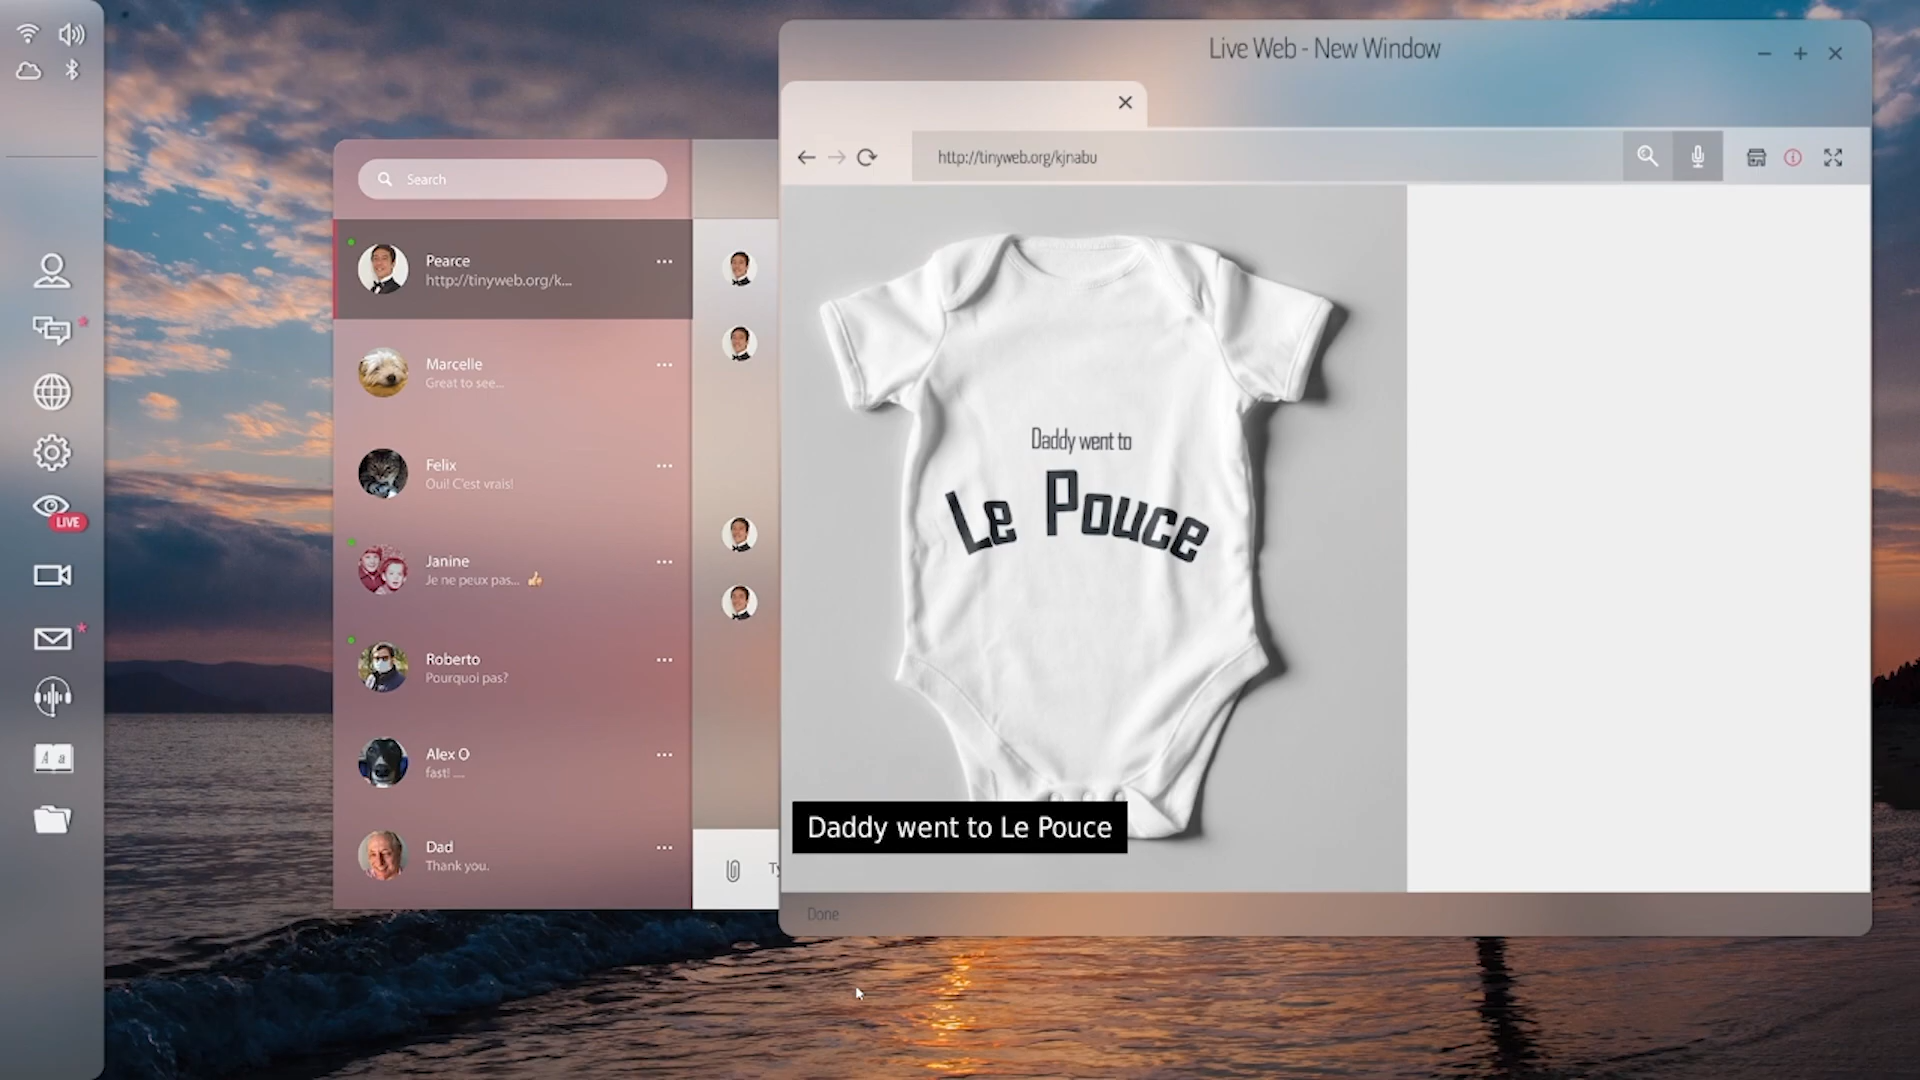 Live Web - New Window
http://tinyweb.org/kjnabu
Search
Pearce
http://tinyweb.org/k...
Marcelle
Great to see...
Felix
Oui! C'est vrais!
Janine
Je ne peux pas... 👍
Roberto
Pourquoi pas?
Alex O
fast! ....
Dad
Thank you.
LIVE
A a
Ty
Daddy went to
Le Pouce
Daddy went to Le Pouce
Done